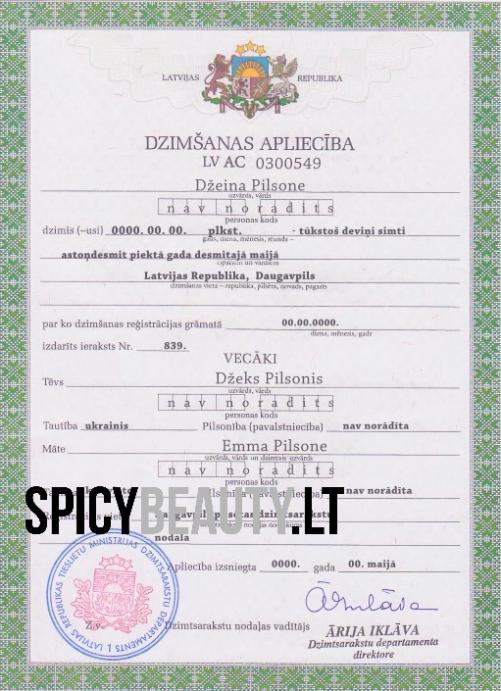 LATVIJAS REPUBLIKA
DZIMŠANAS APLIECĪBA
LV AC 0300549
Džeina Pilsone
uzvārds, vārds
nav norādīts
personas kods
dzimis (–usi) 0000. 00. 00. plkst. - tūkstoš deviņi simti
gads, diena, mēnesis, stunda –
astoņdesmit piektā gada desmitajā maijā
cipariem un vārdiem
Latvijas Republika, Daugavpils
dzimšanas vieta – republika, pilsēta, novads, pagasts
par ko dzimšanas reģistrācijas grāmatā 00.00.0000.
diena, mēnesis, gads
izdarīts ieraksts Nr. 839.
VECĀKI
Tēvs Džeks Pilsonis
uzvārds, vārds
nav norādīts
personas kods
Tautība ukrainis Pilsonība (pavalstniecība) nav norādīta
Māte Emma Pilsone
uzvārds, vārds un dzimtais uzvārds
nav norādīts
personas kods
nav norādīta
SPICYBEAUTY.LT
nodaļa
Apliecība izsniegta 0000. gada 00. maijā
Z. v. Dzimtsarakstu nodaļas vadītājs
ĀRIJA IKLĀVA
Dzimtsarakstu departamenta
direktore
LATVIJAS REPUBLIKAS TIESLIETU MINISTRIJAS DZIMTSARAKSTU DEPARTAMENTS 1